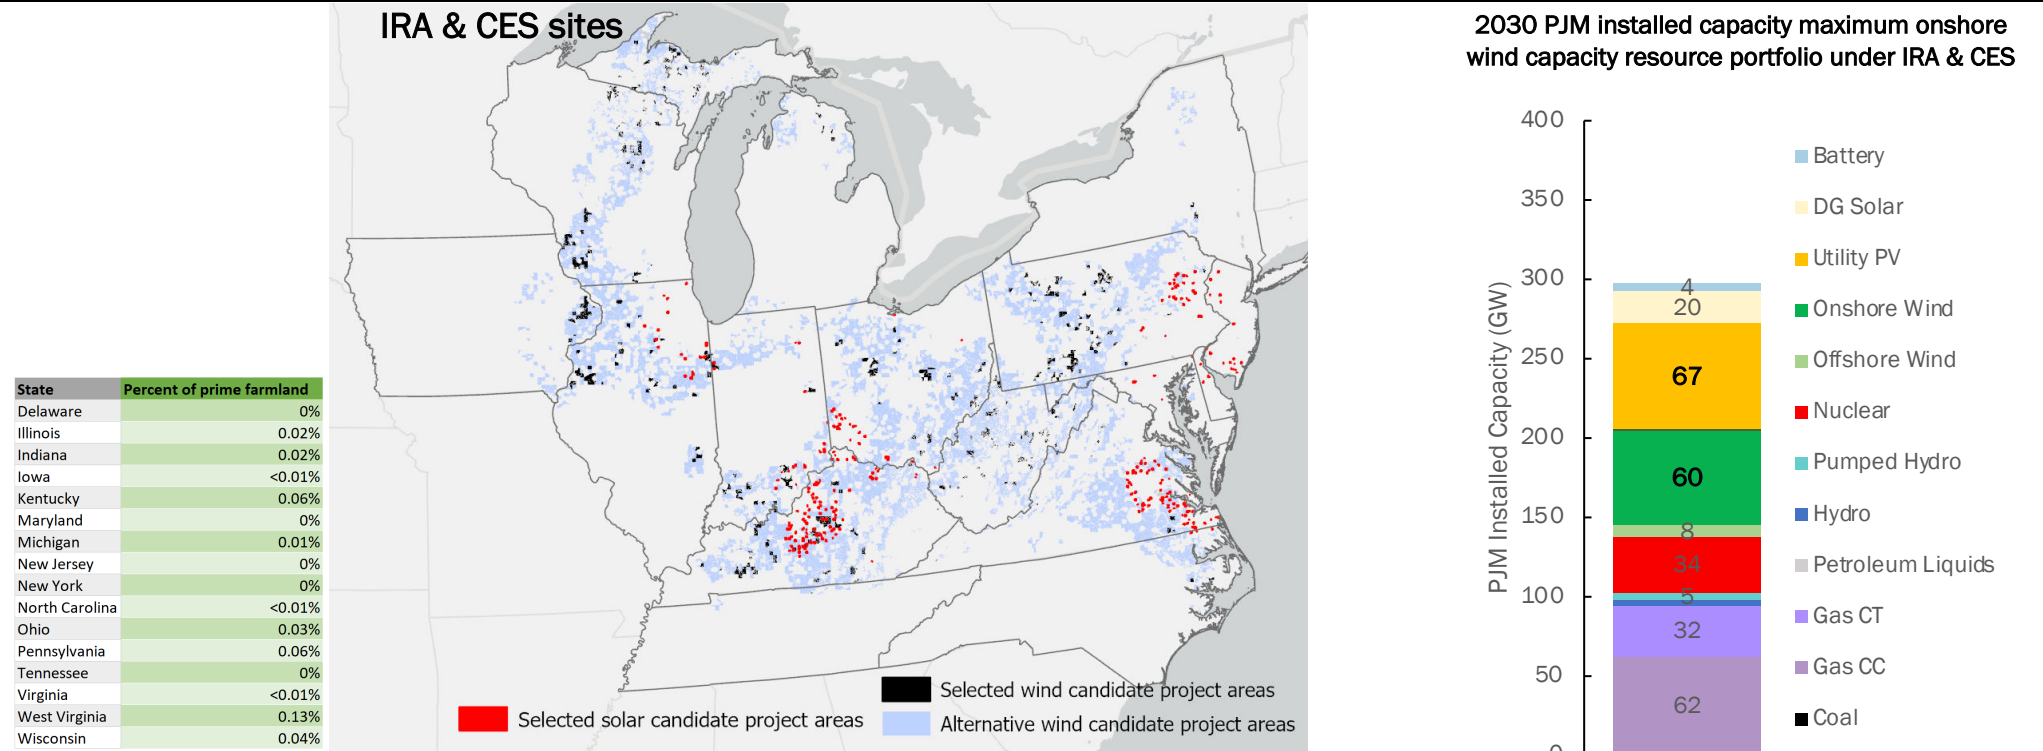 IRA & CES sites
State Percent of prime farmland
Delaware 0%
Illinois 0.02%
Indiana 0.02%
Iowa <0.01%
Kentucky 0.06%
Maryland 0%
Michigan 0.01%
New Jersey 0%
New York 0%
North Carolina <0.01%
Ohio 0.03%
Pennsylvania 0.06%
Tennessee 0%
Virginia <0.01%
West Virginia 0.13%
Wisconsin 0.04%
Selected solar candidate project areas
Selected wind candidate project areas
Alternative wind candidate project areas
2030 PJM installed capacity maximum onshore
wind capacity resource portfolio under IRA & CES
PJM Installed Capacity (GW)
400
350
300
250
200
150
100
50
0
4
20
67
60
8
34
5
32
62
Battery
DG Solar
Utility PV
Onshore Wind
Offshore Wind
Nuclear
Pumped Hydro
Hydro
Petroleum Liquids
Gas CT
Gas CC
Coal